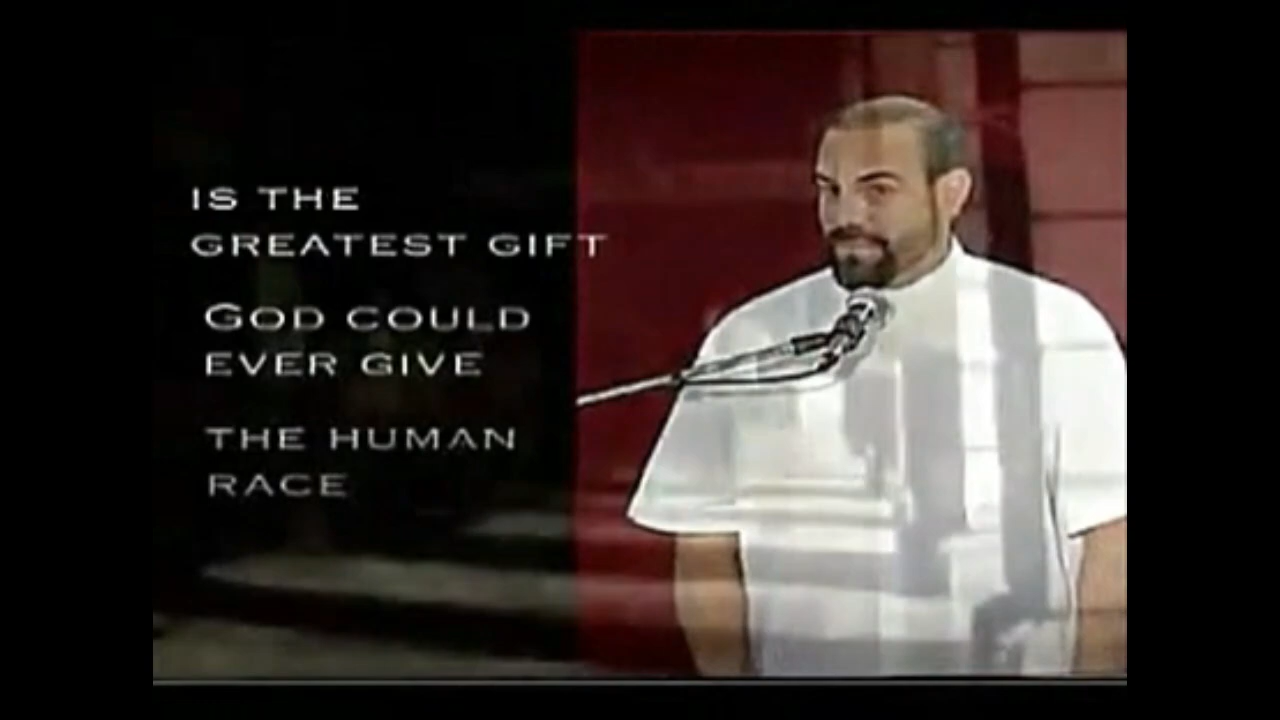 IS THE
GREATEST GIFT
GOD COULD
EVER GIVE
THE HUMAN
RACE